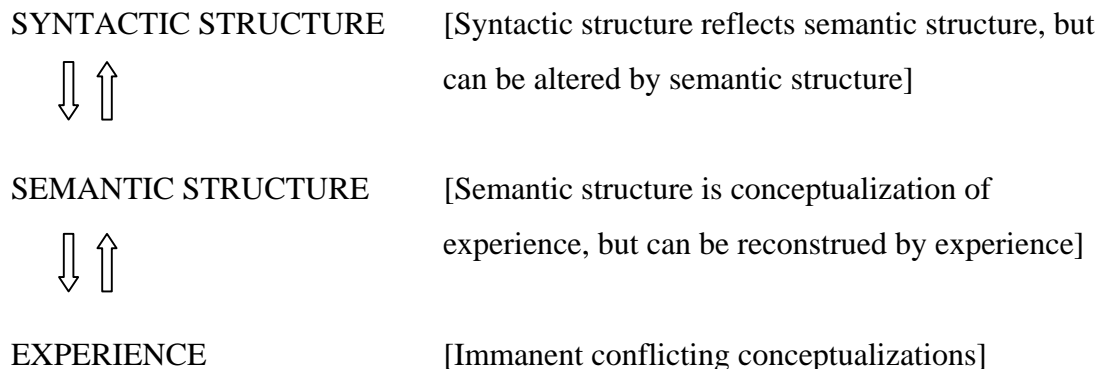 SYNTACTIC STRUCTURE [Syntactic structure reflects semantic structure, but
can be altered by semantic structure]
SEMANTIC STRUCTURE [Semantic structure is conceptualization of
experience, but can be reconstrued by experience]
EXPERIENCE [Immanent conflicting conceptualizations]